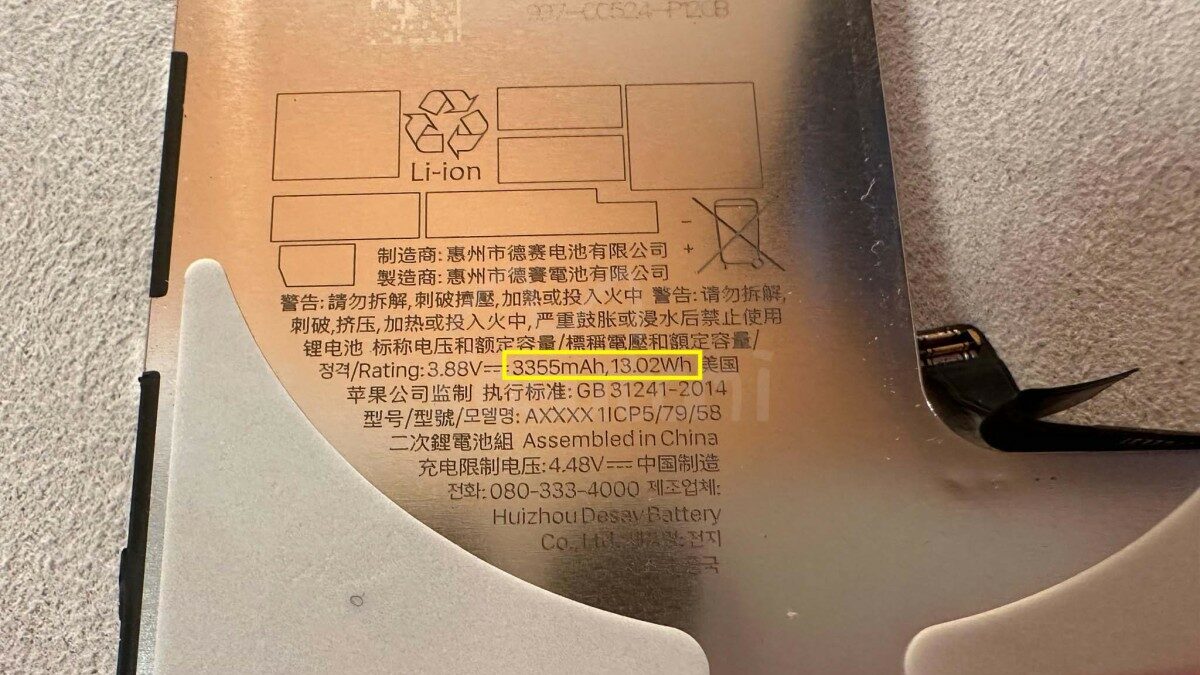 Li-ion
制造商: 惠州市德赛电池有限公司
製造商: 惠州市德賽電池有限公司
- +
警告: 請勿拆解, 刺破擠壓, 加熱或投入火中 警告: 请勿拆解,
刺破, 挤压, 加热或投入火中, 严重鼓胀或浸水后禁止使用
锂电池 标称电压和额定容量/標稱電壓和額定容量/
정격/Rating: 3.88V⎓ 3355mAh, 13.02Wh 美国
苹果公司监制 执行标准: GB 31241-2014
型号/型號/모델명: AXXXX 1ICP5/79/58
二次鋰電池組 Assembled in China
充电限制电压: 4.48V⎓ 中国制造
전화: 080-333-4000 제조업체:
Huizhou Desay Battery
Co., Ltd. 전지